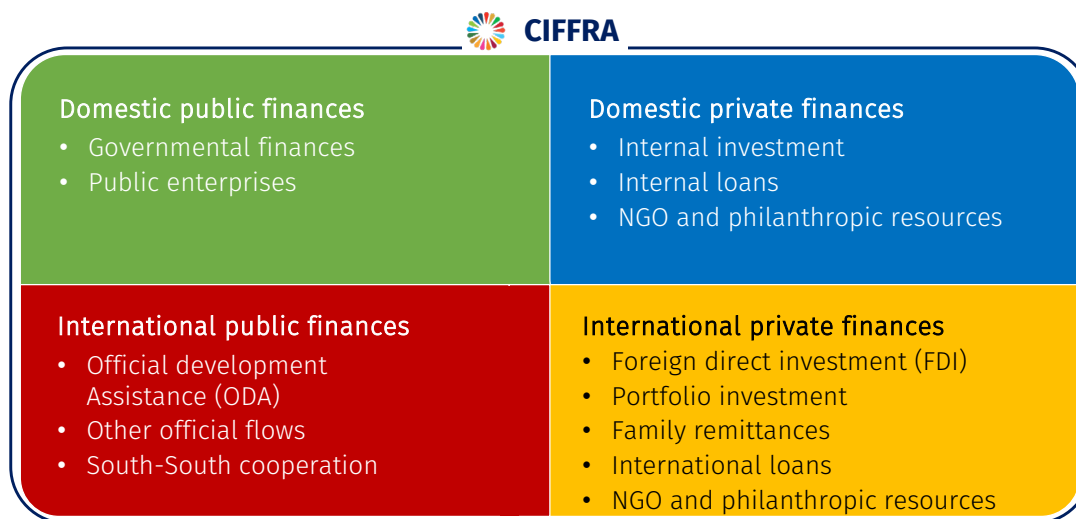 CIFFRA
Domestic public finances
• Governmental finances
• Public enterprises
Domestic private finances
• Internal investment
• Internal loans
• NGO and philanthropic resources
International public finances
• Official development
Assistance (ODA)
• Other official flows
• South-South cooperation
International private finances
• Foreign direct investment (FDI)
• Portfolio investment
• Family remittances
• International loans
• NGO and philanthropic resources